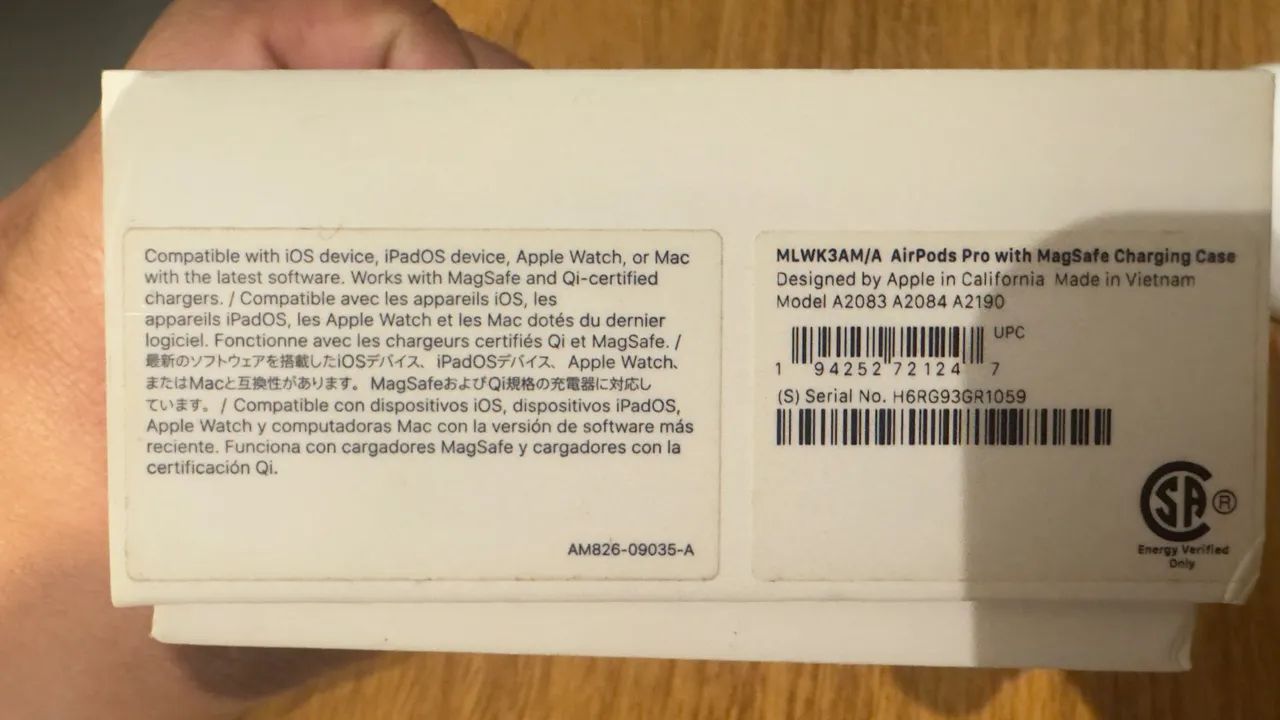 Compatible with iOS device, iPadOS device, Apple Watch, or Mac
with the latest software. Works with MagSafe and Qi-certified
chargers. / Compatible avec les appareils iOS, les
appareils iPadOS, les Apple Watch et les Mac dotés du dernier
logiciel. Fonctionne avec les chargeurs certifiés Qi et MagSafe. /
最新のソフトウェアを搭載したiOSデバイス、iPadOSデバイス、Apple Watch、
またはMacと互換性があります。MagSafeおよびQi規格の充電器に対応し
ています。/ Compatible con dispositivos iOS, dispositivos iPadOS,
Apple Watch y computadoras Mac con la versión de software más
reciente. Funciona con cargadores MagSafe y cargadores con la
certificación Qi.
AM826-09035-A
MLWK3AM/A AirPods Pro with MagSafe Charging Case
Designed by Apple in California Made in Vietnam
Model A2083 A2084 A2190
UPC
1 94252 72124 7
(S) Serial No. H6RG93GR1059
CSA ®
Energy Verified
Only